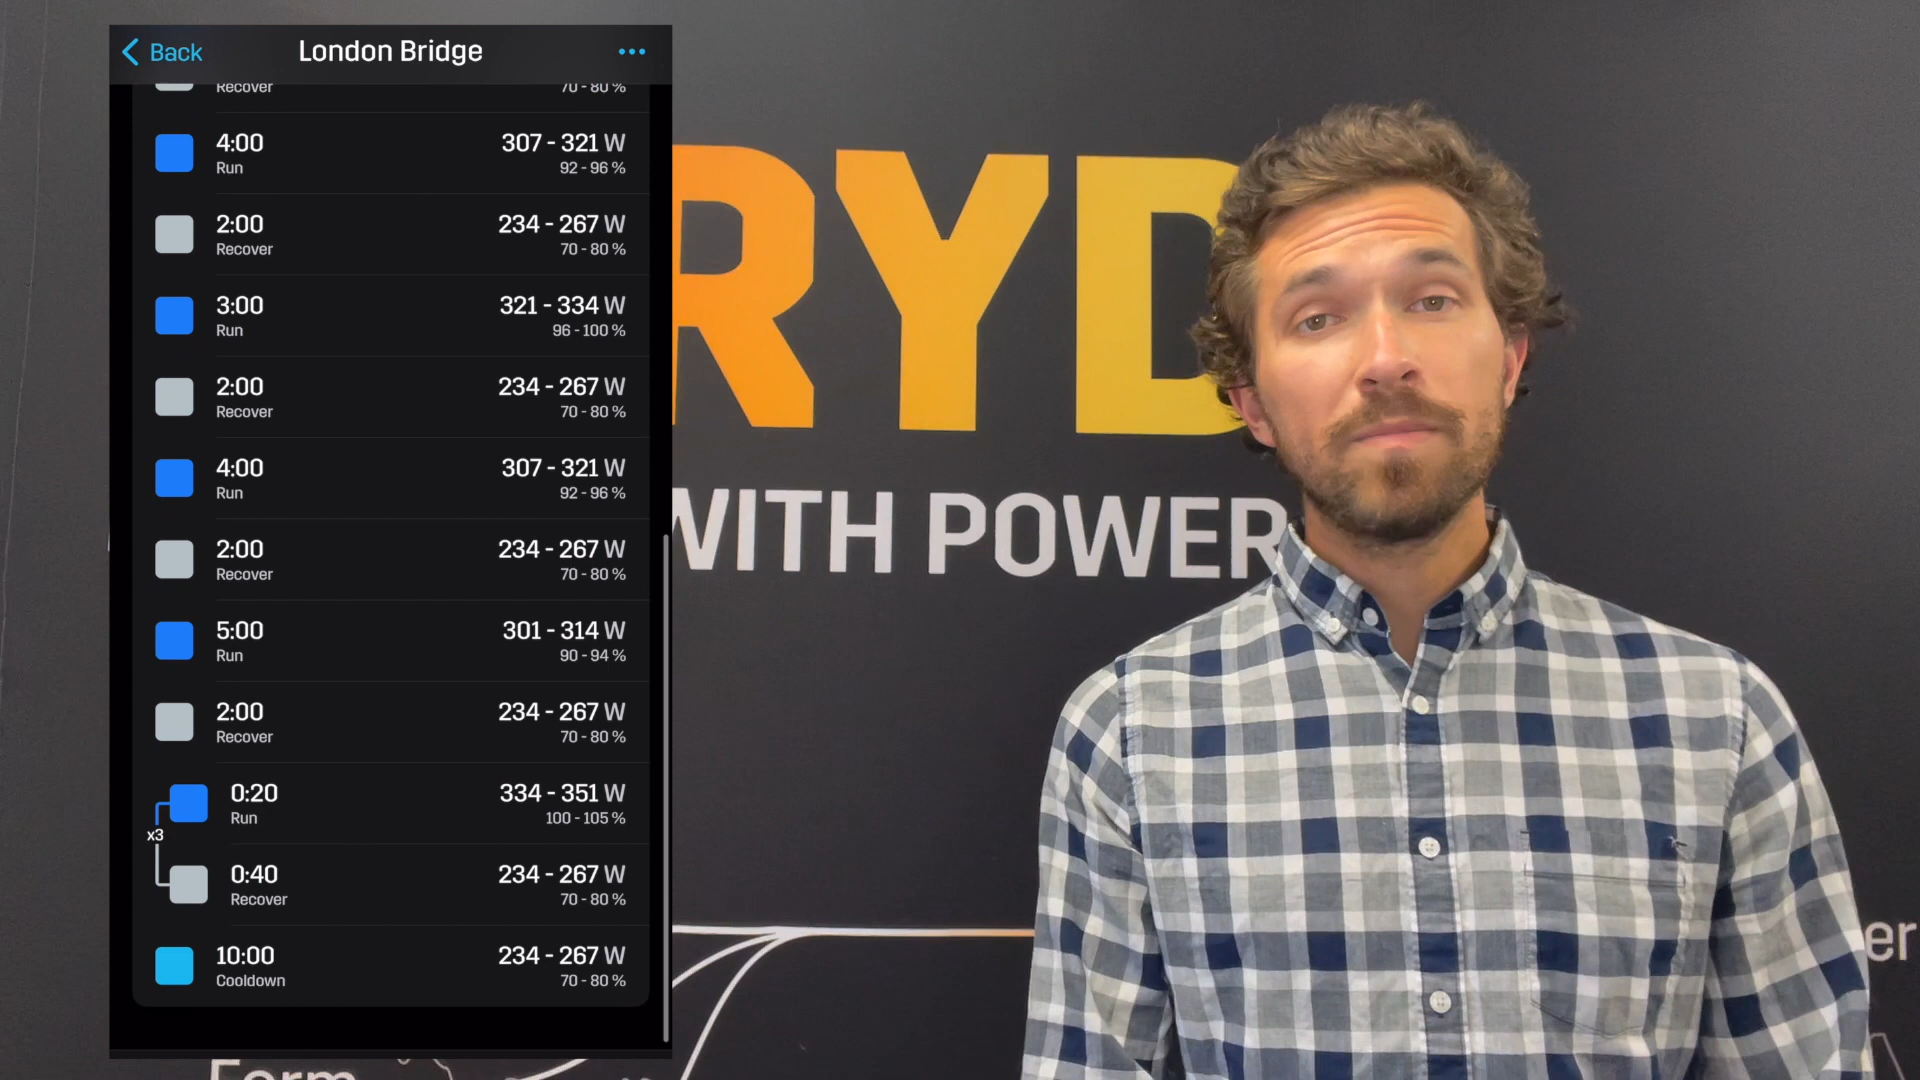 Back
London Bridge
Recover
70 - 80 %
4:00
307 - 321 W
Run
92 - 96 %
2:00
234 - 267 W
Recover
70 - 80 %
3:00
321 - 334 W
Run
96 - 100 %
2:00
234 - 267 W
Recover
70 - 80 %
4:00
307 - 321 W
Run
92 - 96 %
2:00
234 - 267 W
Recover
70 - 80 %
5:00
301 - 314 W
Run
90 - 94 %
2:00
234 - 267 W
Recover
70 - 80 %
x3
0:20
334 - 351 W
Run
100 - 105 %
0:40
234 - 267 W
Recover
70 - 80 %
10:00
234 - 267 W
Cooldown
70 - 80 %
RYD
WITH POWER
er
Form